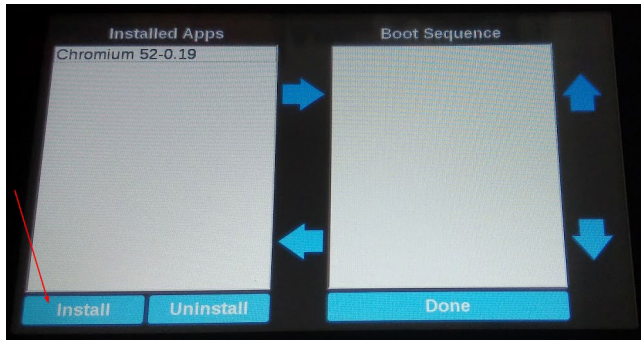 Installed Apps
Boot Sequence
Chromium 52-0.19
Install
Uninstall
Done